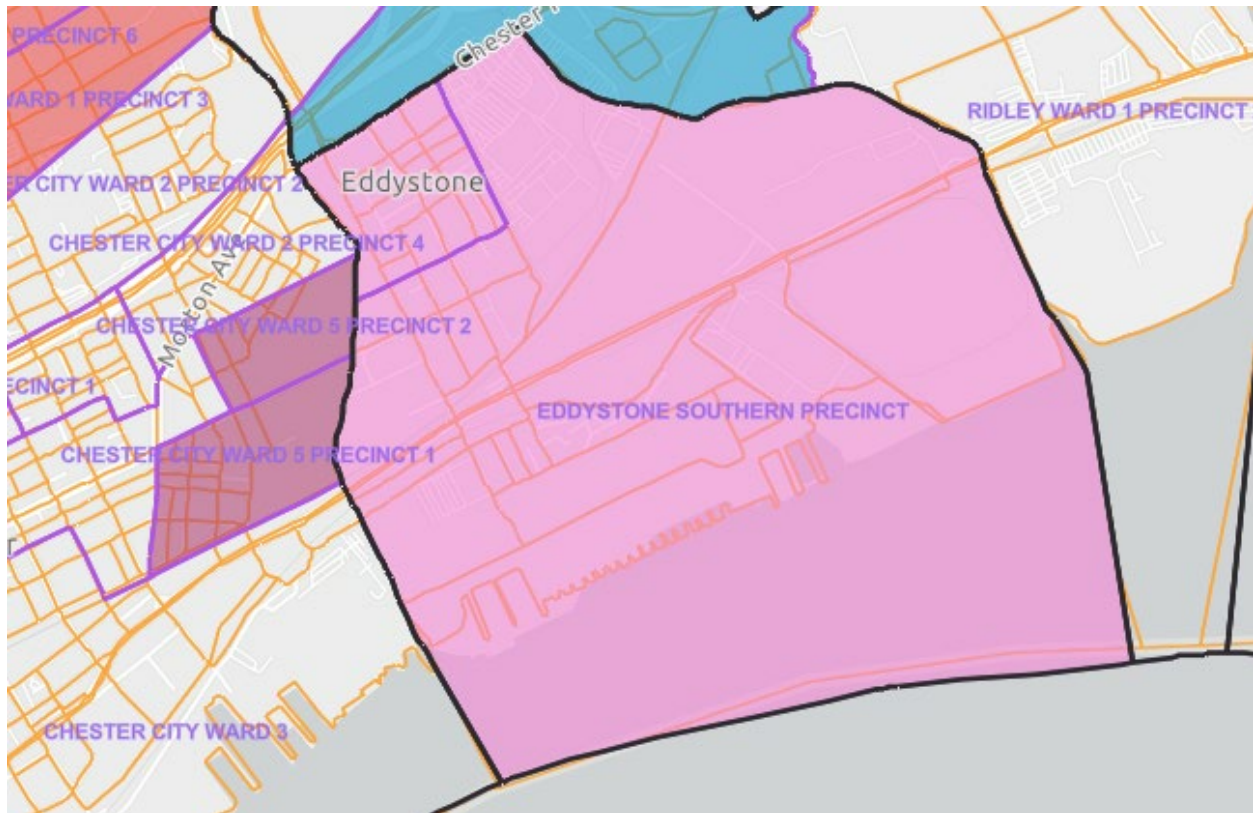 PRECINCT 6
Chester
WARD 1 PRECINCT 3
RIDLEY WARD 1 PRECINCT
Eddystone
ER CITY WARD 2 PRECINCT 2
CHESTER CITY WARD 2 PRECINCT 4
Morton Ave
CHESTER CITY WARD 5 PRECINCT 2
ECINCT 1
EDDYSTONE SOUTHERN PRECINCT
CHESTER CITY WARD 5 PRECINCT 1
r
CHESTER CITY WARD 3